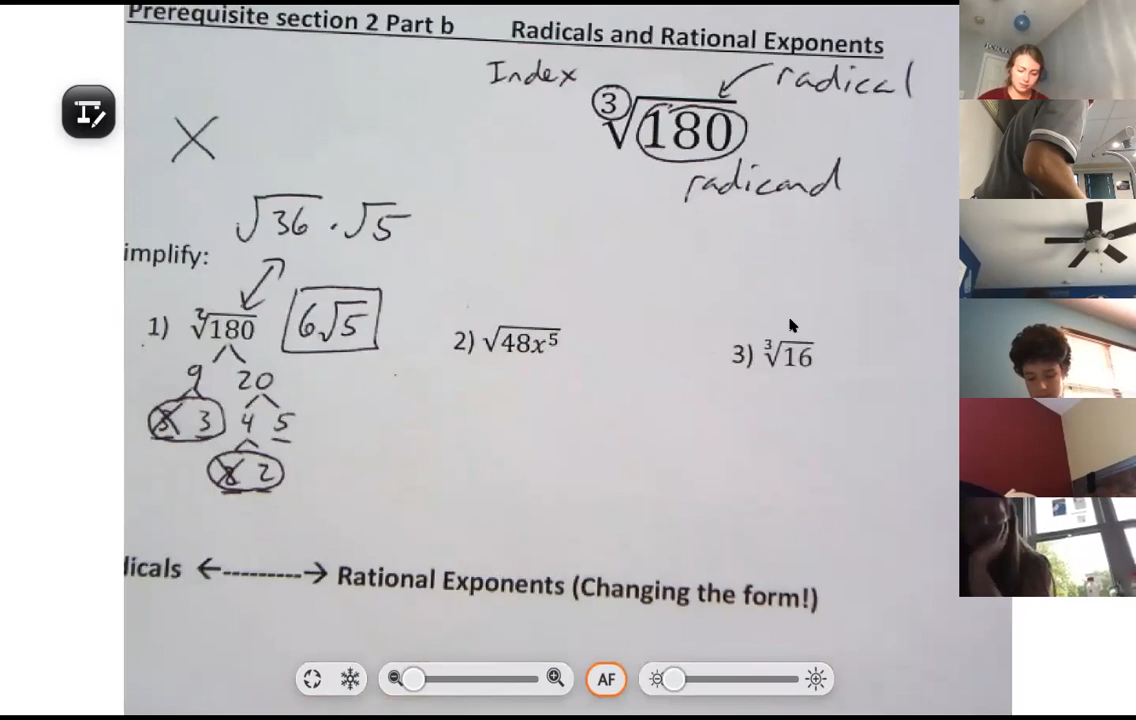 Prerequisite section 2 Part b Radicals and Rational Exponents
Index
radical
∛180
radicand
X
√36 · √5
implify:
1) ²√180 6√5
2) √48x⁵
3) ∛16
9 20
3 3 4 5
2 2
licals ←---------→ Rational Exponents (Changing the form!)
AF